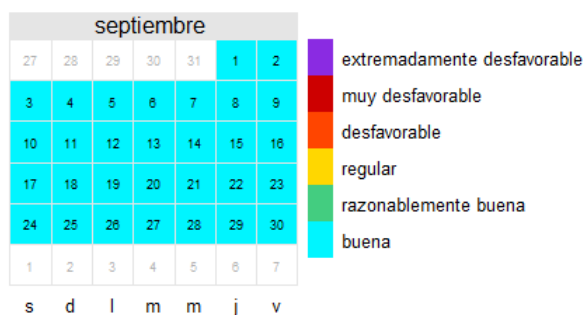 septiembre
27 28 29 30 31 1 2
3 4 5 6 7 8 9
10 11 12 13 14 15 16
17 18 19 20 21 22 23
24 25 26 27 28 29 30
1 2 3 4 5 6 7
s d l m m j v
extremadamente desfavorable
muy desfavorable
desfavorable
regular
razonablemente buena
buena